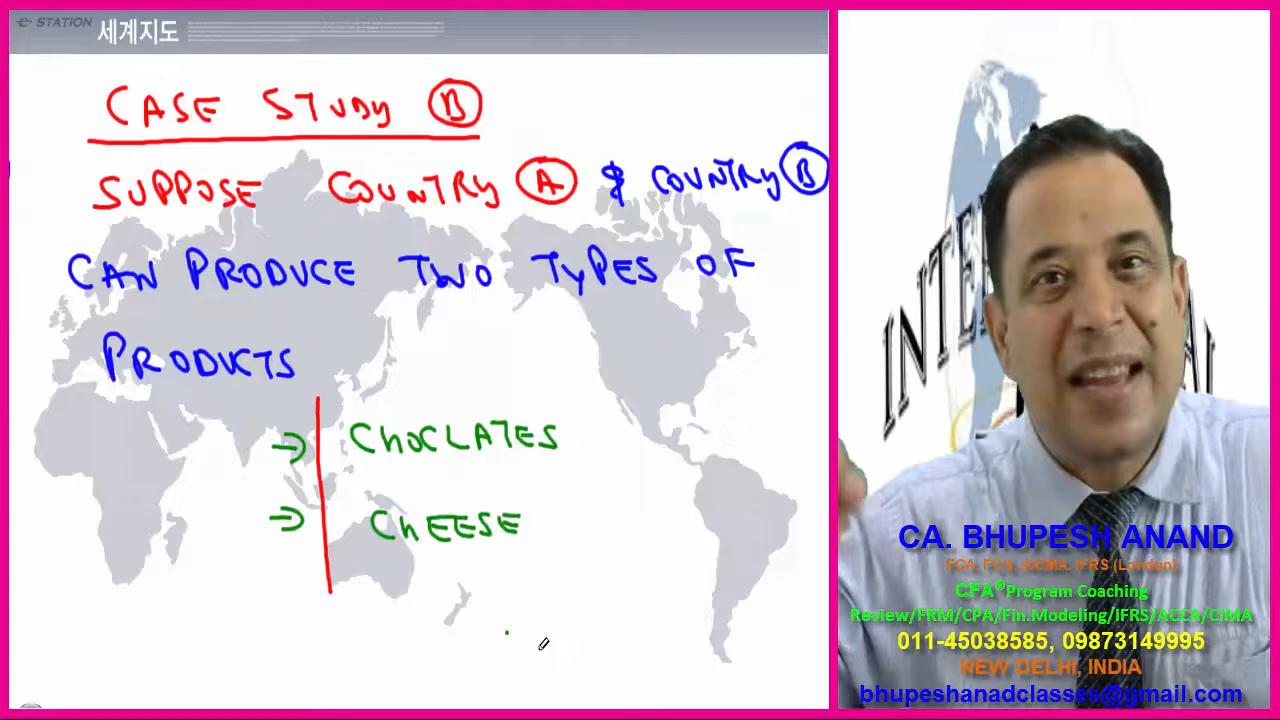 e-STATION
세계지도
CASE STUDY B
SUPPOSE COUNTRY A & COUNTRY B
CAN PRODUCE TWO TYPES OF
PRODUCTS
→ CHOCLATES
→ CHEESE
CA. BHUPESH ANAND
FCA, FCS, AICMA, IFRS (London)
CFA®Program Coaching
Review/FRM/CPA/Fin.Modeling/IFRS/ACCA/CIMA
011-45038585, 09873149995
NEW DELHI, INDIA
bhupeshanadclasses@gmail.com